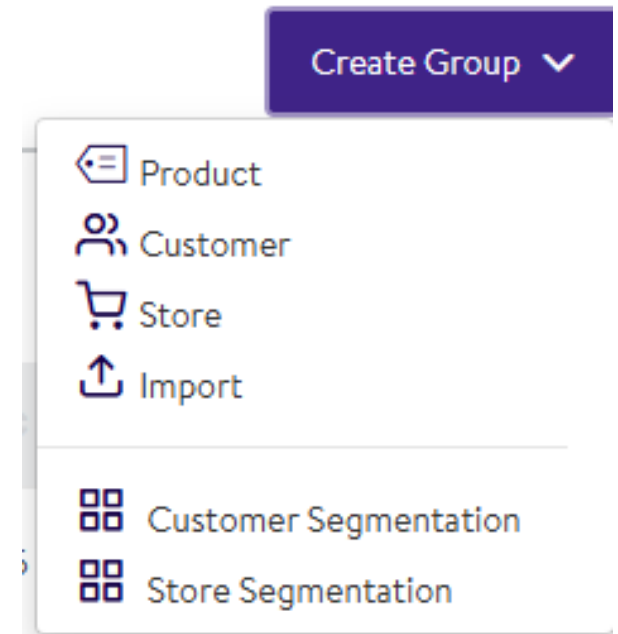 Create Group
Product
Customer
Store
Import
Customer Segmentation
Store Segmentation